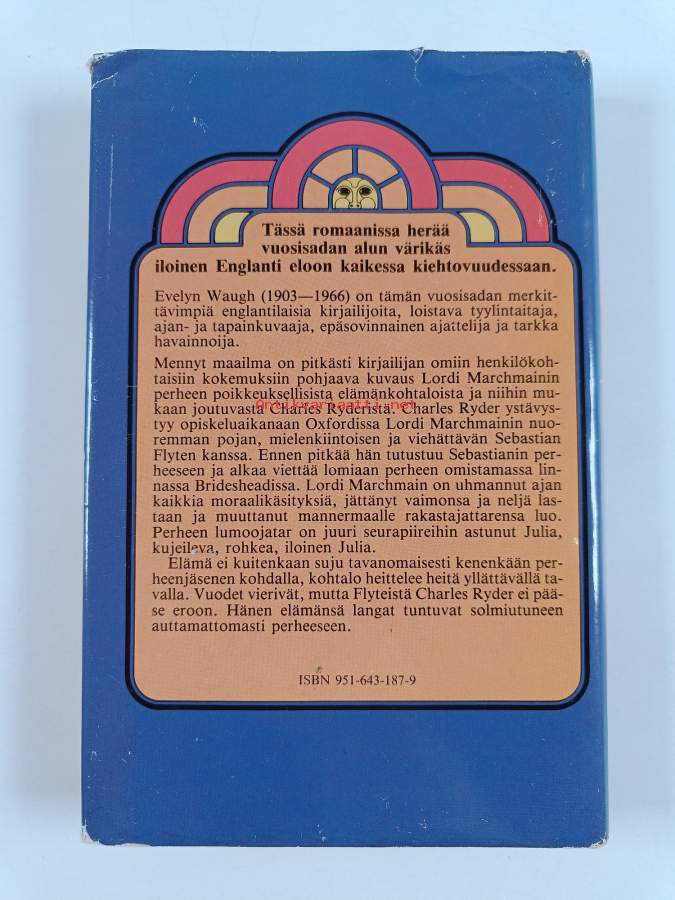 Tässä romaanissa herää
vuosisadan alun värikäs
iloinen Englanti eloon kaikessa kiehtovuudessaan.
Evelyn Waugh (1903—1966) on tämän vuosisadan merkit-
tävimpiä englantilaisia kirjailijoita, loistava tyylintaitaja,
ajan- ja tapainkuvaaja, epäsovinnainen ajattelija ja tarkka
havainnoija.
Mennyt maailma on pitkästi kirjailijan omiin henkilökoh-
taisiin kokemuksiin pohjaava kuvaus Lordi Marchmainin
perheen poikkeuksellisista elämänkohtaloista ja niihin mu-
kaan joutuvasta Charles Ryderistä. Charles Ryder ystävys-
Antikvariaatti.net
tyy opiskeluaikanaan Oxfordissa Lordi Marchmainin nuo-
remman pojan, mielenkiintoisen ja viehättävän Sebastian
Flyten kanssa. Ennen pitkää hän tutustuu Sebastianin per-
heeseen ja alkaa viettää lomiaan perheen omistamassa lin-
nassa Bridesheadissa. Lordi Marchmain on uhmannut ajan
kaikkia moraalikäsityksiä, jättänyt vaimonsa ja neljä las-
taan ja muuttanut mannermaalle rakastajattarensa luo.
Perheen lumoojatar on juuri seurapiireihin astunut Julia,
kujeileva, rohkea, iloinen Julia.
Elämä ei kuitenkaan suju tavanomaisesti kenenkään per-
heenjäsenen kohdalla, kohtalo heittelee heitä yllättävällä ta-
valla. Vuodet vierivät, mutta Flyteistä Charles Ryder ei pää-
se eroon. Hänen elämänsä langat tuntuvat solmiutuneen
auttamattomasti perheeseen.
ISBN 951-643-187-9